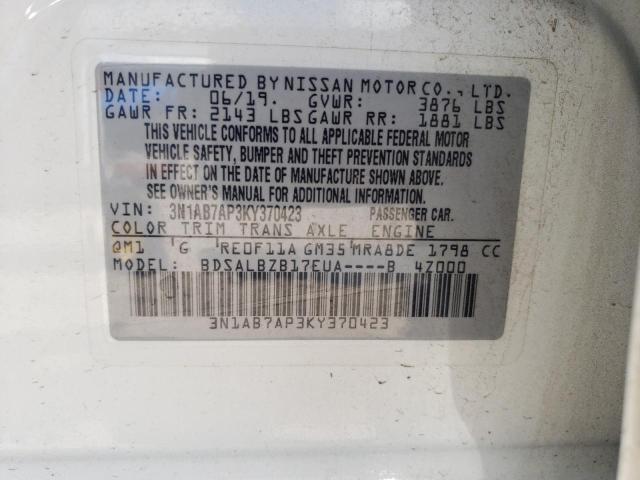 MANUFACTURED BY NISSAN MOTOR CO., LTD.
DATE: 06/19. GVWR: 3876 LBS
GAWR FR: 2143 LBS GAWR RR: 1881 LBS
THIS VEHICLE CONFORMS TO ALL APPLICABLE FEDERAL MOTOR
VEHICLE SAFETY, BUMPER AND THEFT PREVENTION STANDARDS
IN EFFECT ON THE DATE OF MANUFACTURE SHOWN ABOVE.
SEE OWNER'S MANUAL FOR ADDITIONAL INFORMATION.
VIN: 3N1AB7AP3KY370423 PASSENGER CAR.
COLOR TRIM TRANS AXLE ENGINE
QM1 G RE0F11A GM35 MRA8DE 1798 CC
MODEL: BDSALBZB17EUA----B 4Z000
3N1AB7AP3KY370423